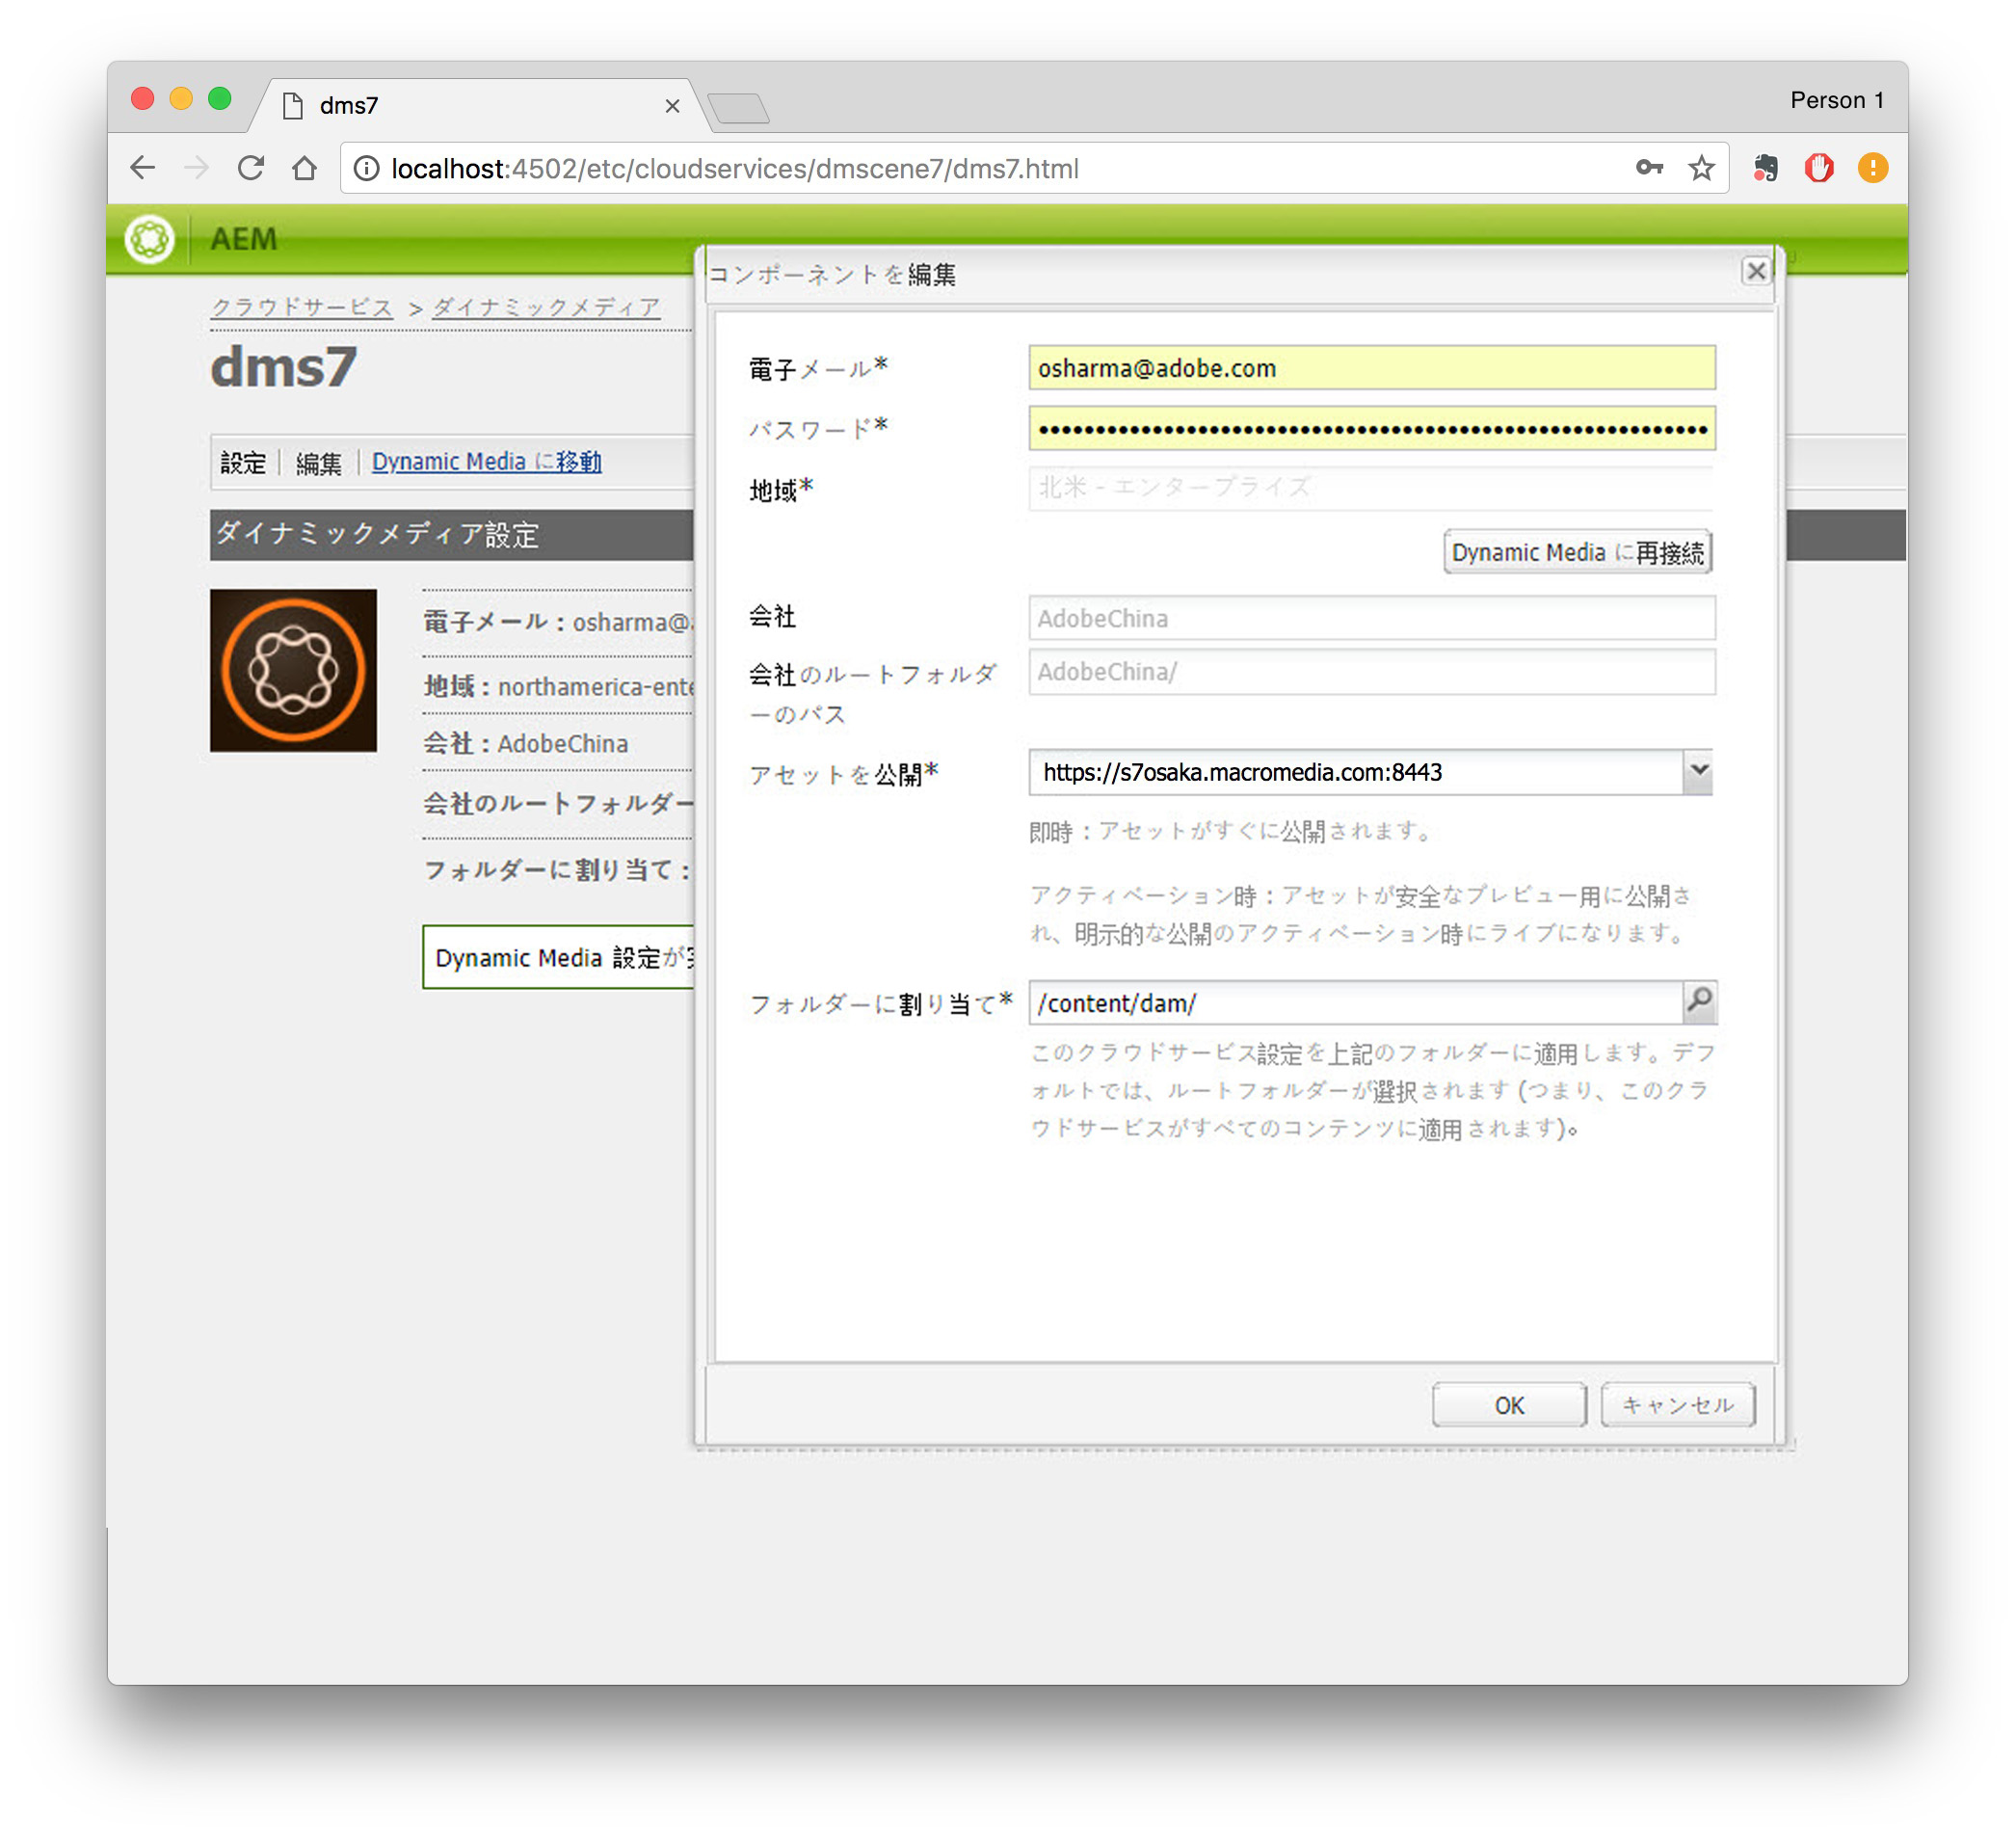 dms7
Person 1
localhost:4502/etc/cloudservices/dmscene7/dms7.html
AEM
クラウドサービス > ダイナミックメディア
dms7
設定 編集 Dynamic Media に移動
ダイナミックメディア設定
電子メール : osharma@
地域 : northamerica-ente
会社 : AdobeChina
会社のルートフォルダー
フォルダーに割り当て :
Dynamic Media 設定が
コンポーネントを編集
電子メール* osharma@adobe.com
パスワード*
地域* 北米 - エンタープライズ
Dynamic Media に再接続
会社 AdobeChina
会社のルートフォルダ AdobeChina/
ーのパス
アセットを公開* https://s7osaka.macromedia.com:8443
即時 : アセットがすぐに公開されます。
アクティベーション時 : アセットが安全なプレビュー用に公開さ
れ、明示的な公開のアクティベーション時にライブになります。
フォルダーに割り当て* /content/dam/
このクラウドサービス設定を上記のフォルダーに適用します。デフ
ォルトでは、ルートフォルダーが選択されます (つまり、このクラ
ウドサービスがすべてのコンテンツに適用されます)。
OK キャンセル